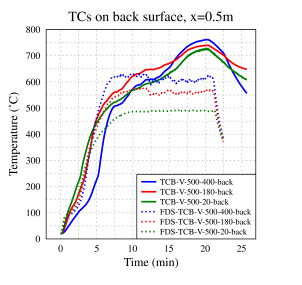 TCs on back surface, x=0.5m
Temperature (°C)
800
700
600
500
400
300
200
100
0
TCB-V-500-400-back
TCB-V-500-180-back
TCB-V-500-20-back
FDS-TCB-V-500-400-back
FDS-TCB-V-500-180-back
FDS-TCB-V-500-20-back
0 5 10 15 20 25
Time (min)